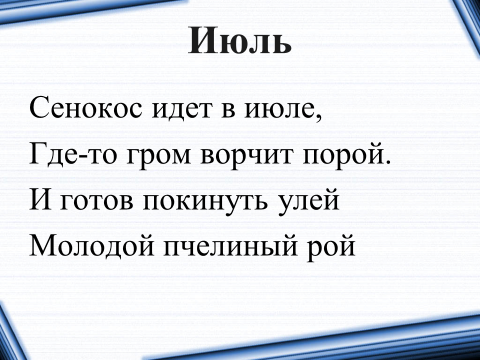 Июль
Сенокос идет в июле,
Где-то гром ворчит порой.
И готов покинуть улей
Молодой пчелиный рой